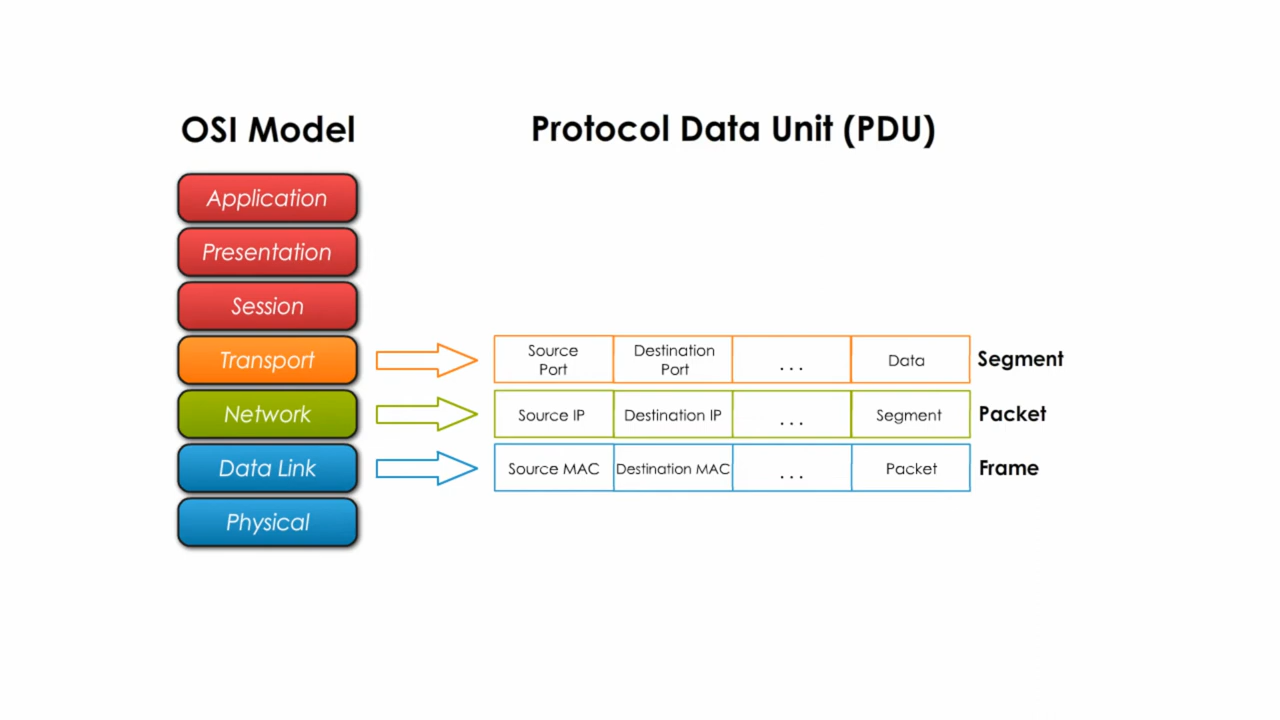 OSI Model
Protocol Data Unit (PDU)
Application
Presentation
Session
Transport
Source
Port
Destination
Port
...
Data
Segment
Network
Source IP
Destination IP
...
Segment
Packet
Data Link
Source MAC
Destination MAC
...
Packet
Frame
Physical